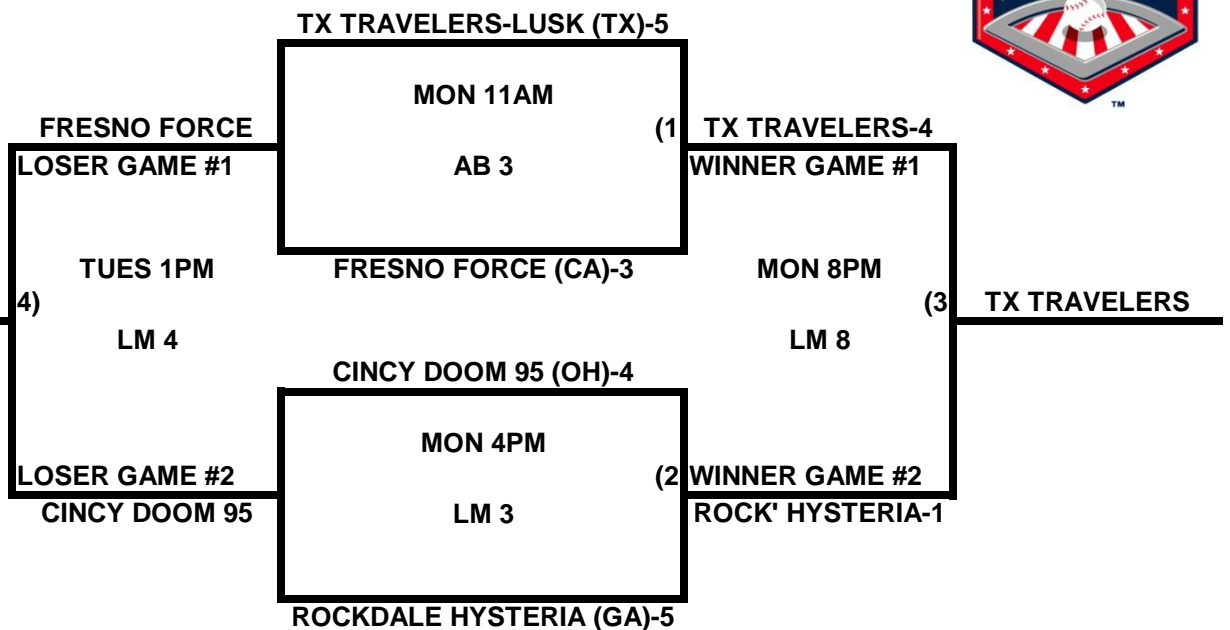 TX TRAVELERS-LUSK (TX)-5
MON 11AM
FRESNO FORCE
(1
TX TRAVELERS-4
LOSER GAME #1
AB 3
WINNER GAME #1
TUES 1PM
FRESNO FORCE (CA)-3
MON 8PM
4)
(3
TX TRAVELERS
LM 4
LM 8
CINCY DOOM 95 (OH)-4
MON 4PM
LOSER GAME #2
(2
WINNER GAME #2
CINCY DOOM 95
LM 3
ROCK' HYSTERIA-1
ROCKDALE HYSTERIA (GA)-5
TM